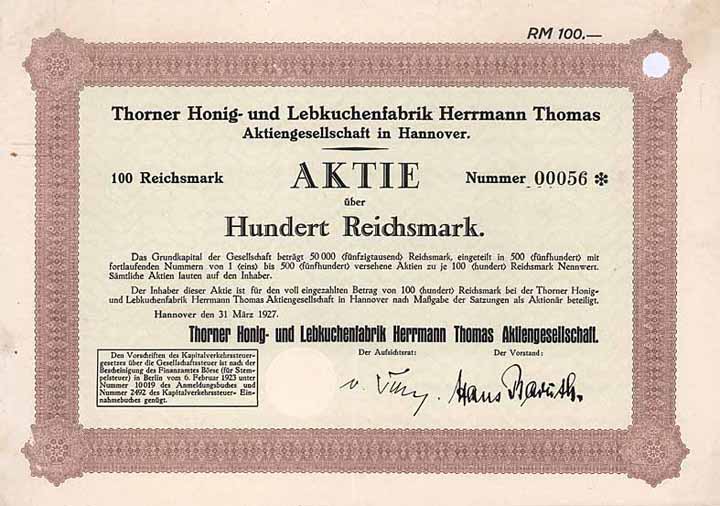 RM 100,—
Thorner Honig- und Lebkuchenfabrik Herrmann Thomas
Aktiengesellschaft in Hannover.
100 Reichsmark AKTIE Nummer 00056 ✻
über
Hundert Reichsmark.
Das Grundkapital der Gesellschaft beträgt 50 000 (fünfzigtausend) Reichsmark, eingeteilt in 500 (fünfhundert) mit
fortlaufenden Nummern von 1 (eins) bis 500 (fünfhundert) versehene Aktien zu je 100 (hundert) Reichsmark Nennwert.
Sämtliche Aktien lauten auf den Inhaber.
Der Inhaber dieser Aktie ist für den voll eingezahlten Betrag von 100 (hundert) Reichsmark bei der Thorner Honig-
und Lebkuchenfabrik Herrmann Thomas Aktiengesellschaft in Hannover nach Maßgabe der Satzungen als Aktionär beteiligt.
Hannover den 31 März 1927.
Thorner Honig- und Lebkuchenfabrik Herrmann Thomas Aktiengesellschaft.
Der Aufsichtsrat: Der Vorstand:
Hans Baruth.
Den Vorschriften des Kapitalverkehrssteuer-
gesetzes über die Gesellschaftssteuer ist nach der
Bescheinigung des Finanzamtes Börse (für Stem-
pelsteuer) in Berlin vom 6. Februar 1923 unter
Nummer 10019 des Anmeldungsbuches und
Nummer 2492 des Kapitalverkehrssteuer- Ein-
nahmebuches genügt.